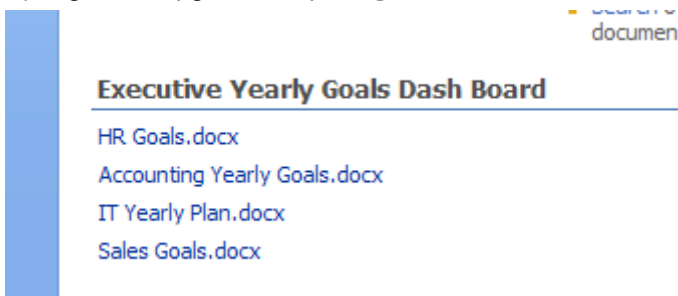 documen
Executive Yearly Goals Dash Board
HR Goals.docx
Accounting Yearly Goals.docx
IT Yearly Plan.docx
Sales Goals.docx